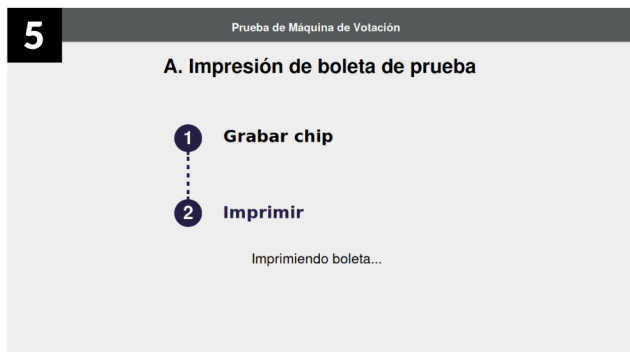 5
Prueba de Máquina de Votación
A. Impresión de boleta de prueba
1 Grabar chip
2 Imprimir
Imprimiendo boleta...